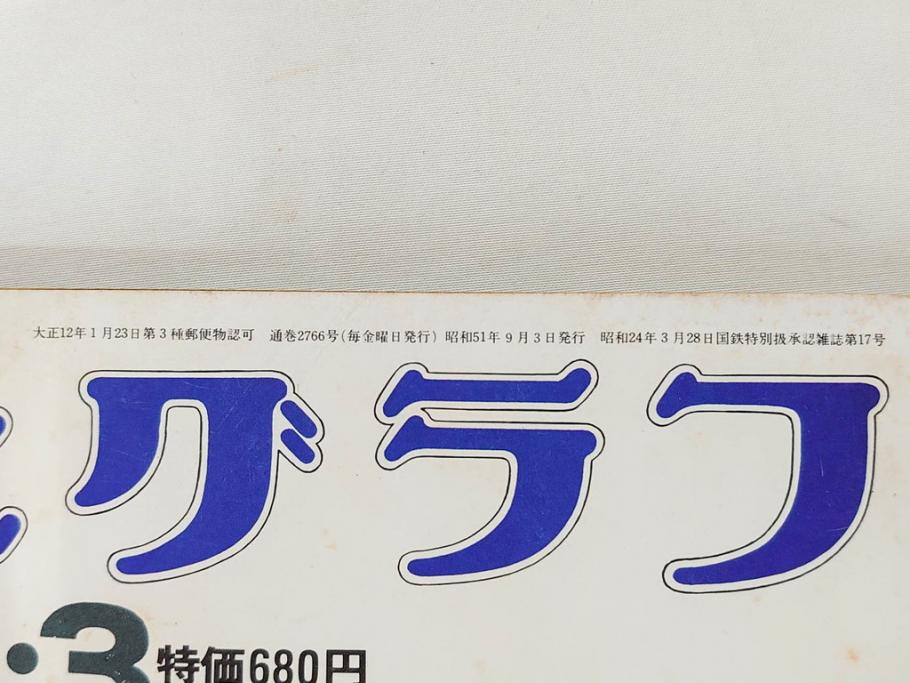 大正12年1月23日第3種郵便物認可 通巻2766号(毎金曜日発行) 昭和51年9月3日発行 昭和24年3月28日国鉄特別扱承認雑誌第17号
グラフ
・3 特価680円